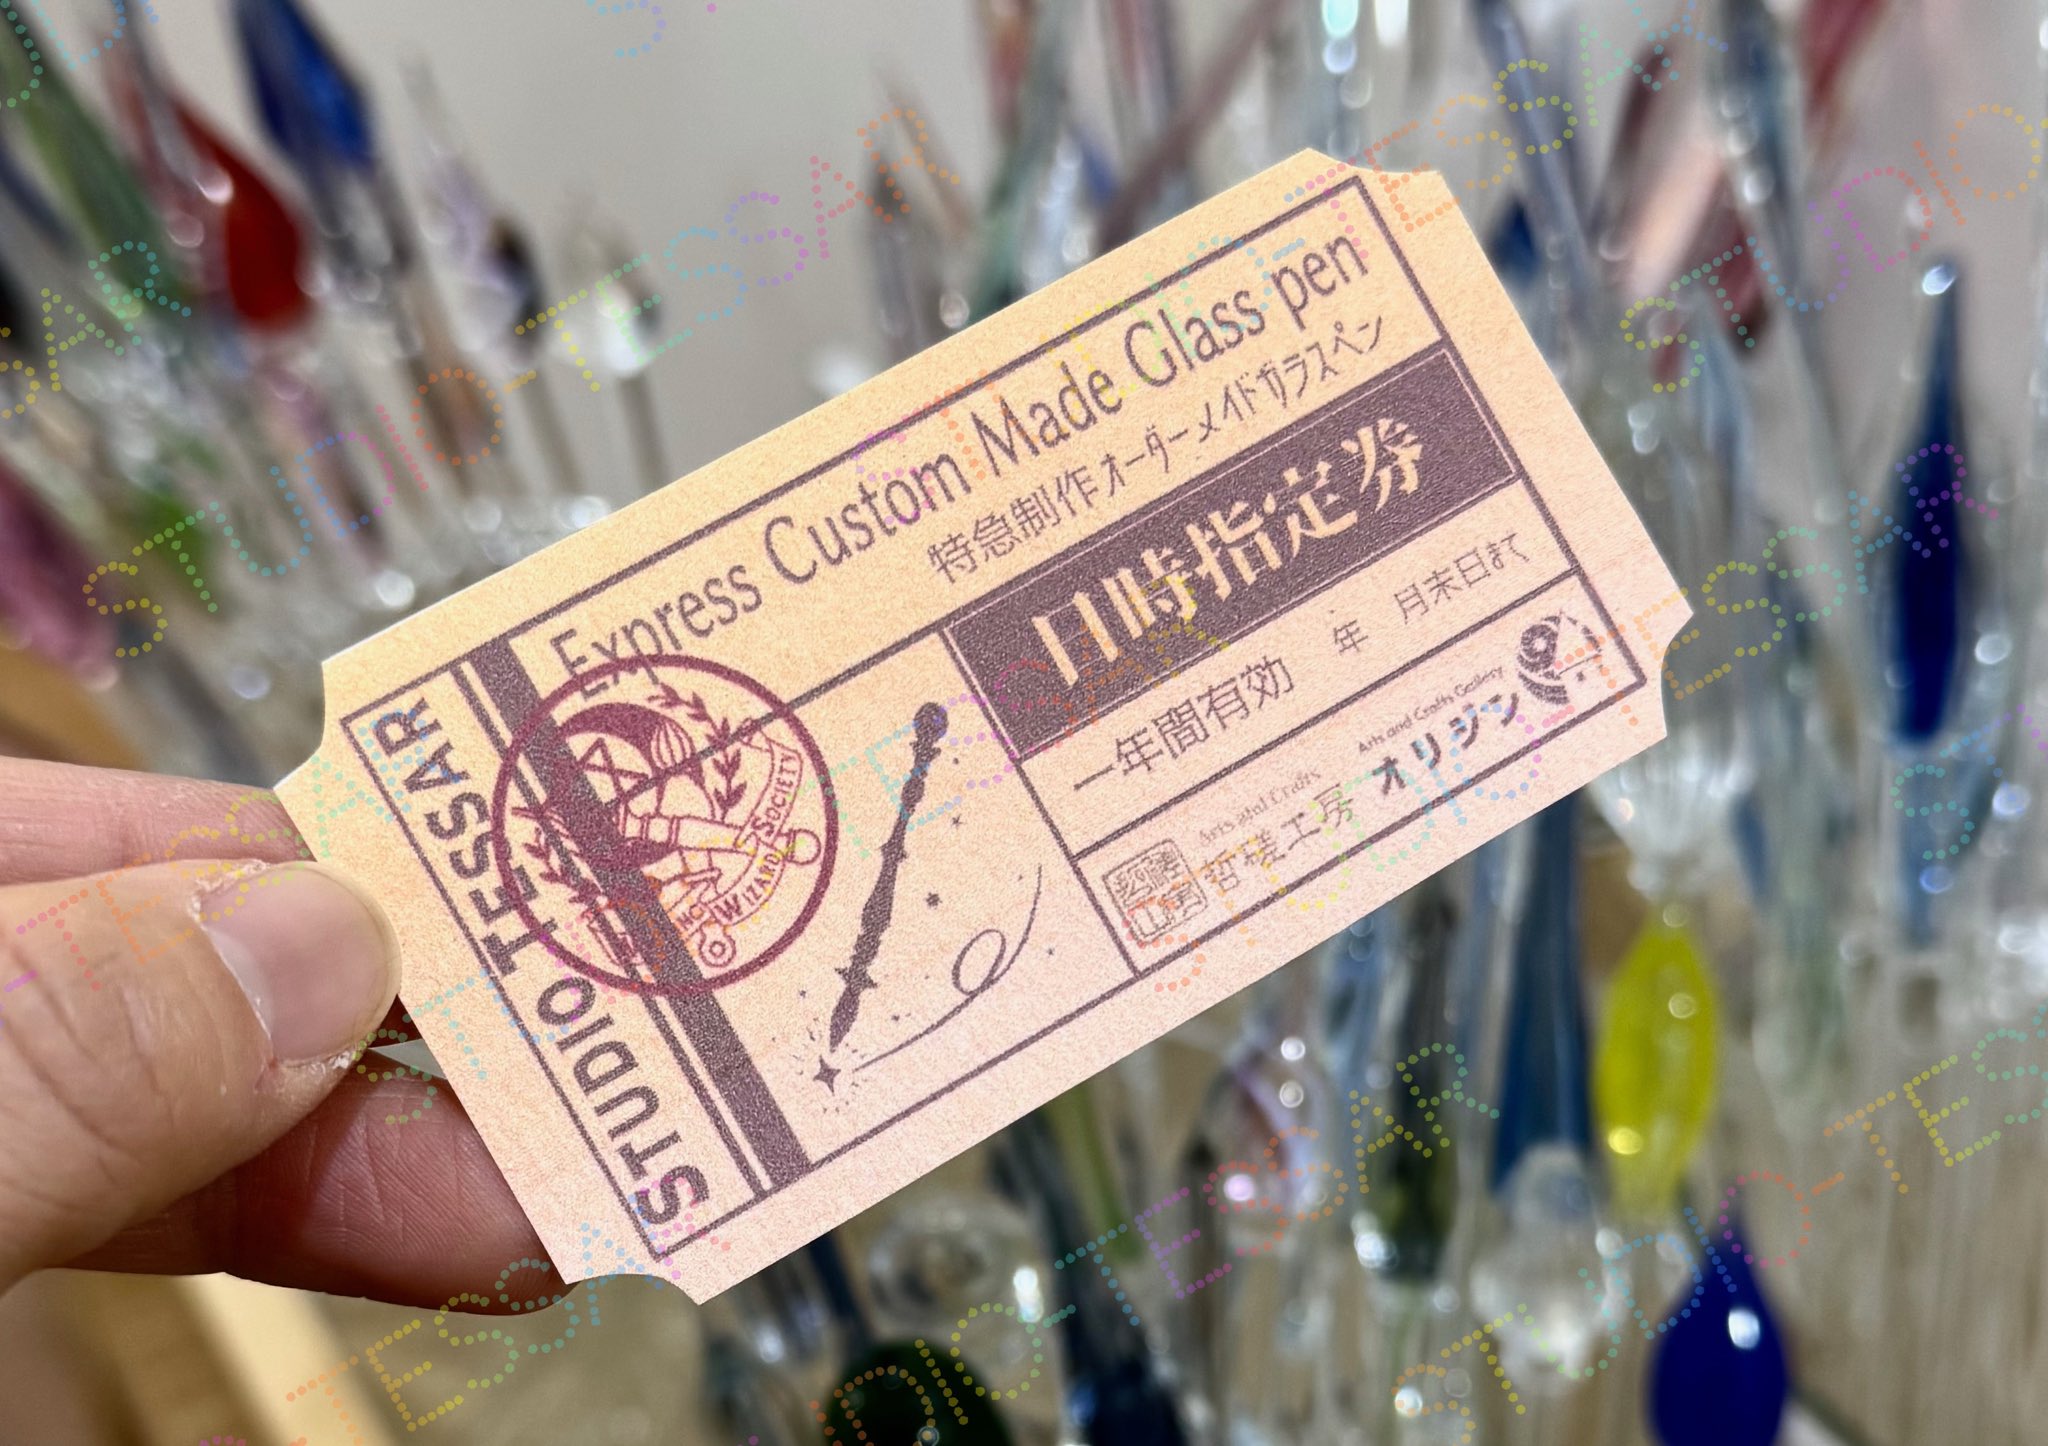 STUDIO TESSAR
Express Custom Made Glass pen
特急制作オーダーメイドガラスペン
日時指定券
一年間有効 年 月末日まで
Arts and Crafts
哲磋工房
Arts and Crafts Gallery
オリジン
WIZARD SOCIETY
STUDIO-TESSAR